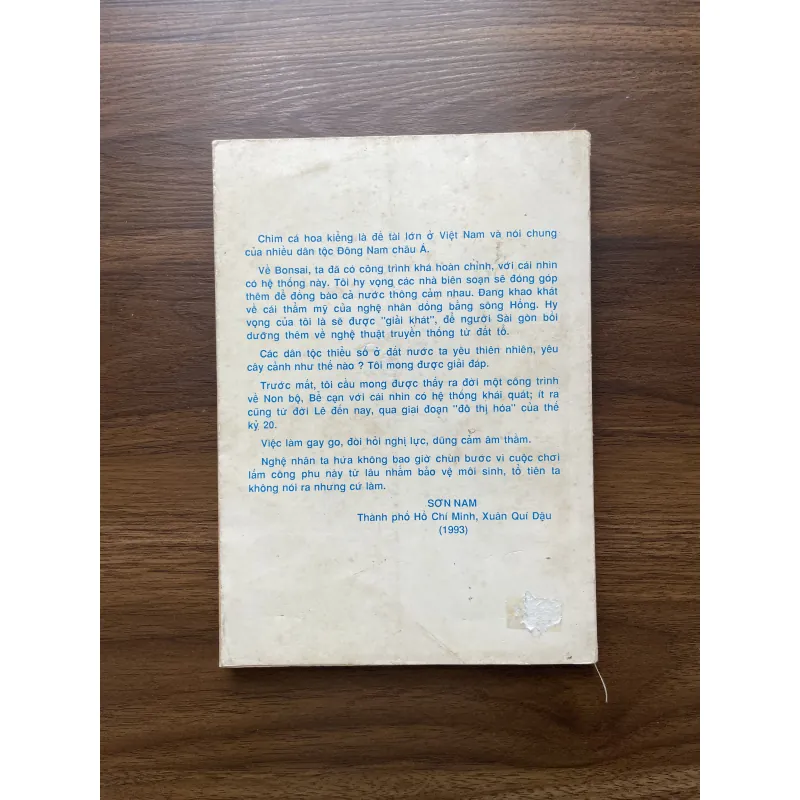 Chim cá hoa kiểng là đề tài lớn ở Việt Nam và nói chung
của nhiều dân tộc Đông Nam châu Á.
Về Bonsai, ta đã có công trình khá hoàn chỉnh, với cái nhìn
có hệ thống này. Tôi hy vọng các nhà biên soạn sẽ đóng góp
thêm để đồng bào cả nước thông cảm nhau. Đang khao khát
về cái thẩm mỹ của nghệ nhân đồng bằng sông Hồng. Hy
vọng của tôi là sẽ được "giải khát", để người Sài gòn bồi
dưỡng thêm về nghệ thuật truyền thống từ đất tổ.
Các dân tộc thiểu số ở đất nước ta yêu thiên nhiên, yêu
cây cảnh như thế nào ? Tôi mong được giải đáp.
Trước mắt, tôi cầu mong được thấy ra đời một công trình
về Non bộ, Bể cạn với cái nhìn có hệ thống khái quát; ít ra
cũng từ đời Lê đến nay, qua giai đoạn "đô thị hóa" của thế
kỷ 20.
Việc làm gay go, đòi hỏi nghị lực, dũng cảm âm thầm.
Nghệ nhân ta hứa không bao giờ chùn bước vì cuộc chơi
lắm công phu này từ lâu nhằm bảo vệ môi sinh, tổ tiên ta
không nói ra nhưng cứ làm.
SƠN NAM
Thành phố Hồ Chí Minh, Xuân Quí Dậu
(1993)